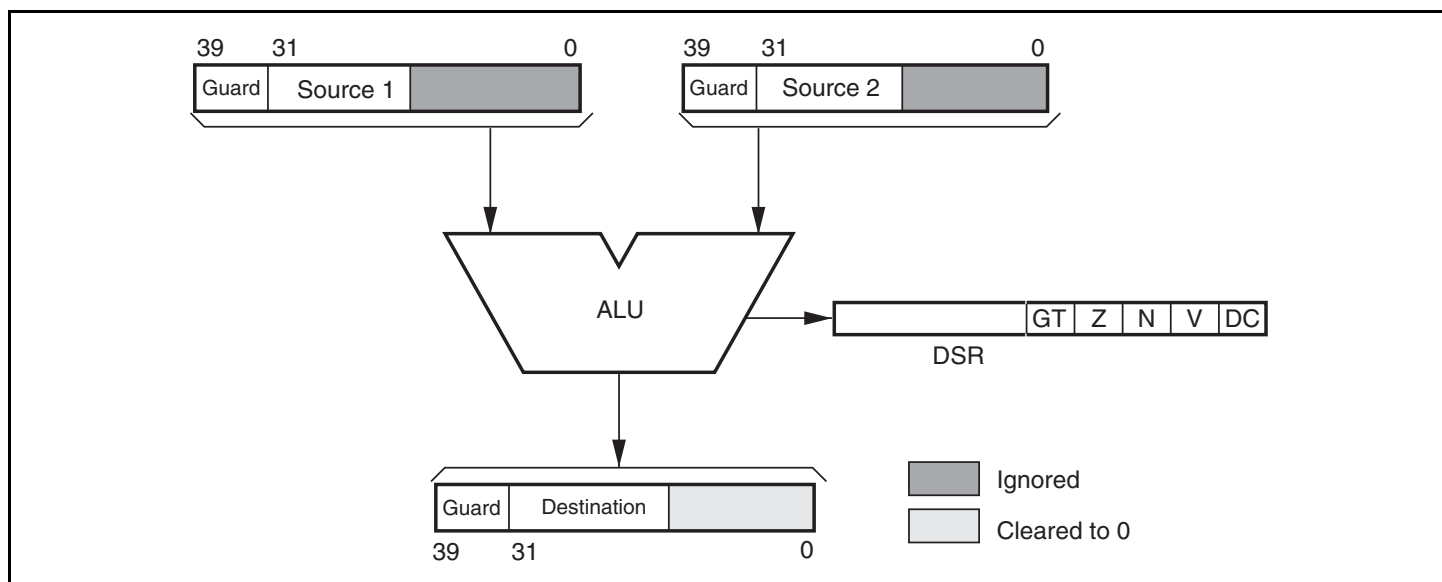 39 31 0 39 31 0
Guard Source 1 Guard Source 2
ALU
GT Z N V DC
DSR
Guard Destination
39 31 0
Ignored
Cleared to 0